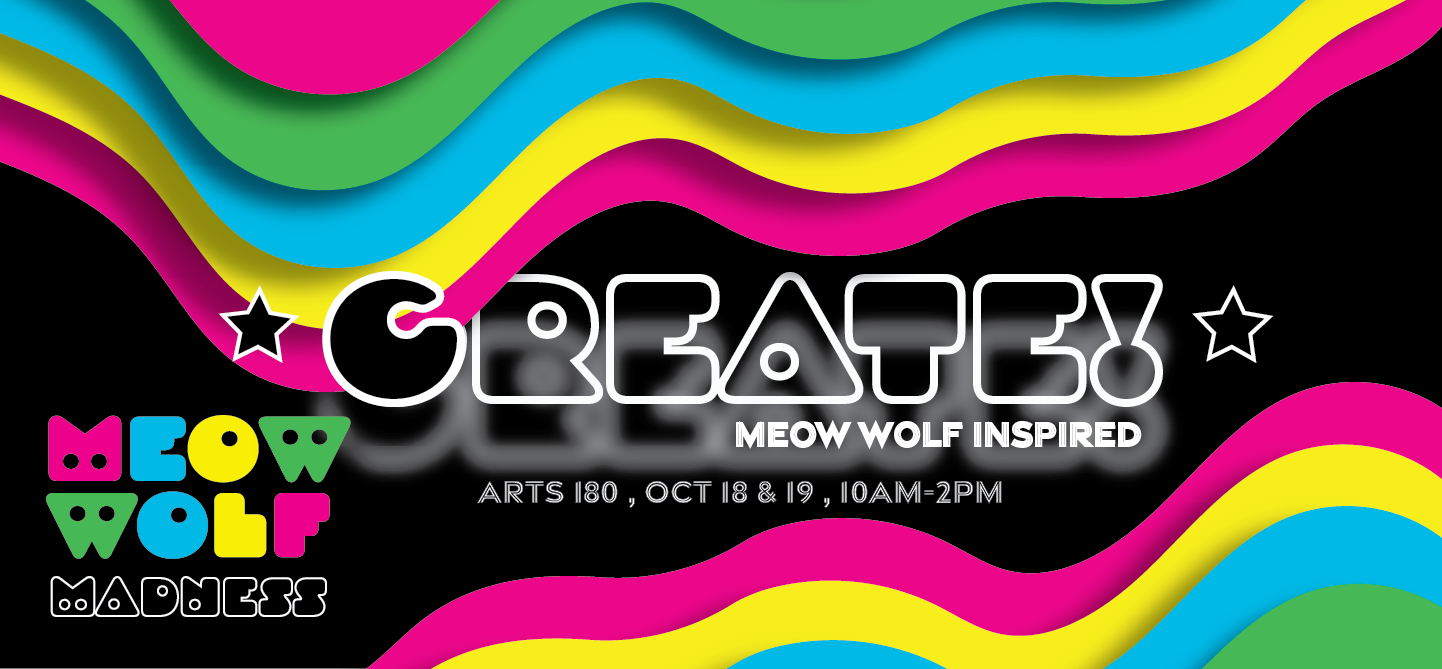 CREATE!
MEOW WOLF INSPIRED
ARTS 180 , OCT 18 & 19 , 10AM-2PM
MEOW
WOLF
MADNESS